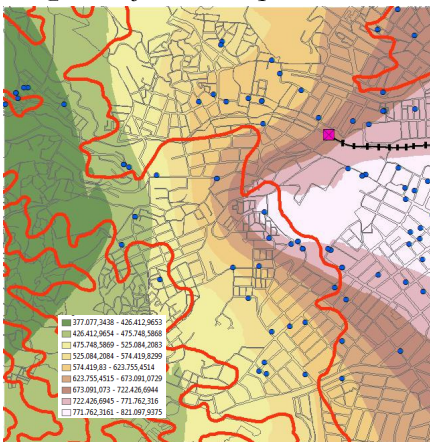 377.077,3438 - 426.412,9653
426.412,9654 - 475.748,5868
475.748,5869 - 525.084,2083
525.084,2084 - 574.419,8299
574.419,83 - 623.755,4514
623.755,4515 - 673.091,0729
673.091,073 - 722.426,6944
722.426,6945 - 771.762,316
771.762,3161 - 821.097,9375